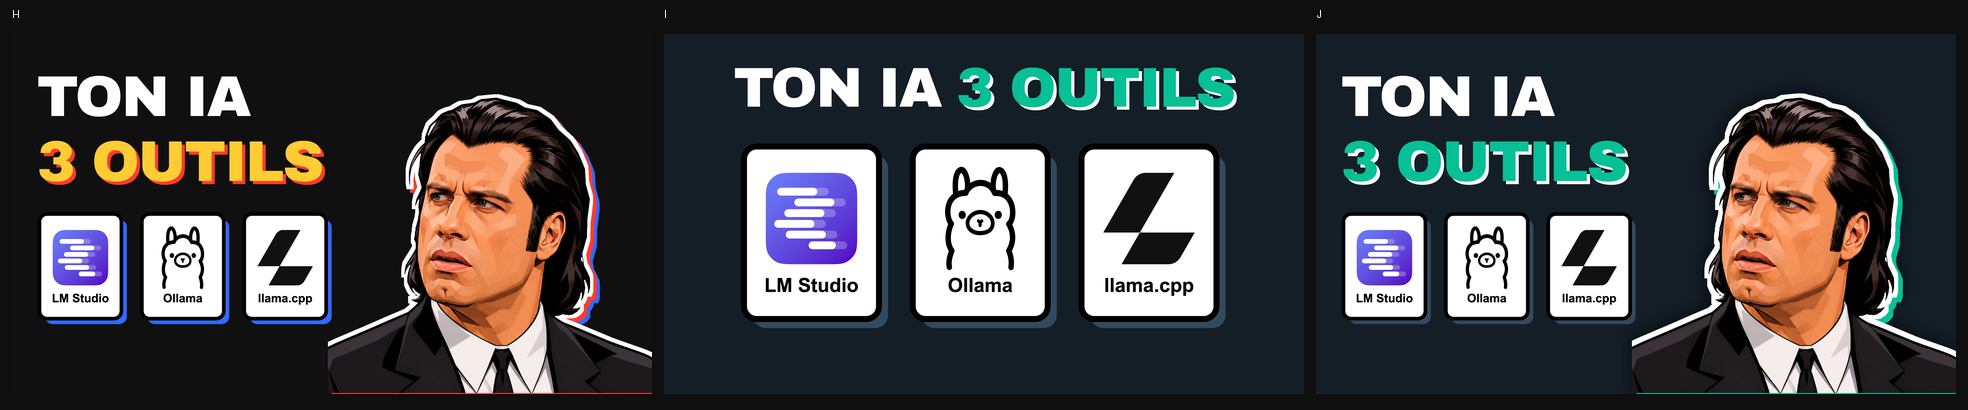 H
TON IA
3 OUTILS
LM Studio
Ollama
llama.cpp
I
TON IA 3 OUTILS
LM Studio
Ollama
llama.cpp
J
TON IA
3 OUTILS
LM Studio
Ollama
llama.cpp